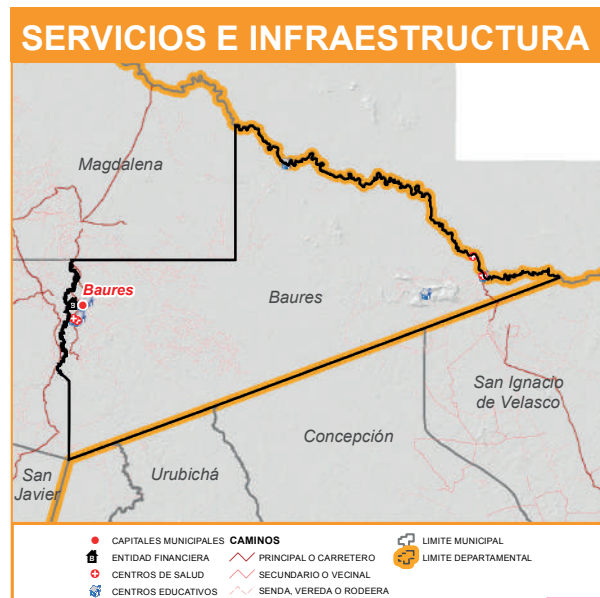 SERVICIOS E INFRAESTRUCTURA
Magdalena
Baures
Baures
San Ignacio
de Velasco
Concepción
San
Javier
Urubichá
CAPITALES MUNICIPALES
ENTIDAD FINANCIERA
CENTROS DE SALUD
CENTROS EDUCATIVOS
CAMINOS
PRINCIPAL O CARRETERO
SECUNDARIO O VECINAL
SENDA, VEREDA O RODEERA
LIMITE MUNICIPAL
LIMITE DEPARTAMENTAL